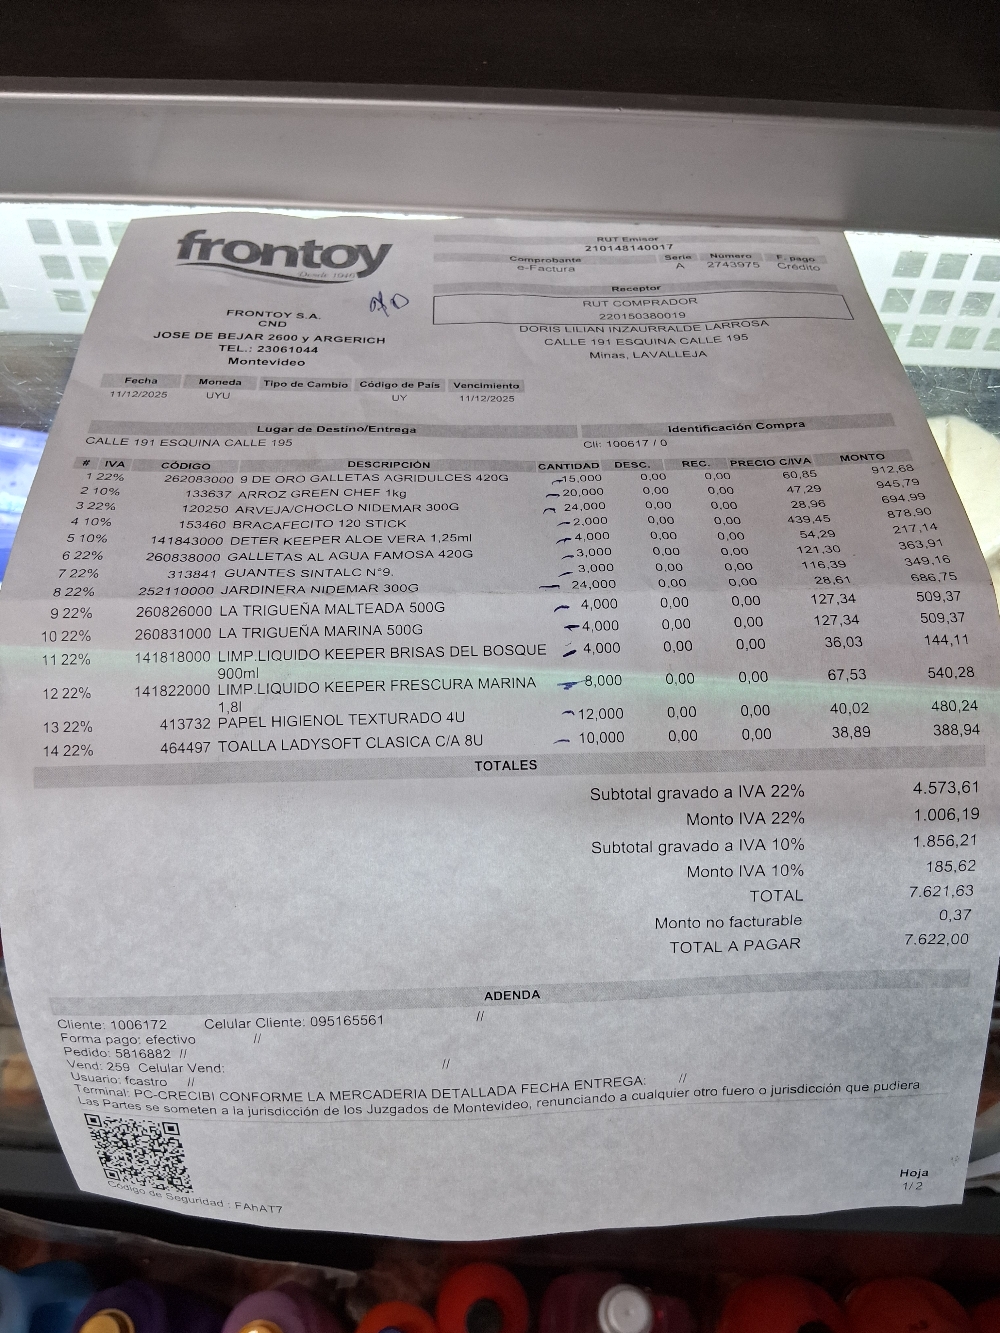 frontoy
Desde 1946
FRONTOY S.A.
CND
JOSE DE BEJAR 2600 y ARGERICH
TEL.: 23061044
Montevideo
RUT Emisor
210148140017
Comprobante Serie Número F. pago
e-Factura A 2743975 Crédito
Receptor
RUT COMPRADOR
220150380019
DORIS LILIAN INZAURRALDE LARROSA
CALLE 191 ESQUINA CALLE 195
Minas, LAVALLEJA
Fecha Moneda Tipo de Cambio Código de País Vencimiento
11/12/2025 UYU UY 11/12/2025
Lugar de Destino/Entrega Identificación Compra
CALLE 191 ESQUINA CALLE 195 Cli: 100617 / 0
# IVA CÓDIGO DESCRIPCIÓN CANTIDAD DESC. REC. PRECIO C/IVA MONTO
1 22% 262083000 9 DE ORO GALLETAS AGRIDULCES 420G 15,000 0,00 0,00 60,85 912,68
2 10% 133637 ARROZ GREEN CHEF 1kg 20,000 0,00 0,00 47,29 945,79
3 22% 120250 ARVEJA/CHOCLO NIDEMAR 300G 24,000 0,00 0,00 28,96 694,99
4 10% 153460 BRACAFECITO 120 STICK 2,000 0,00 0,00 439,45 878,90
5 10% 141843000 DETER KEEPER ALOE VERA 1,25ml 4,000 0,00 0,00 54,29 217,14
6 22% 260838000 GALLETAS AL AGUA FAMOSA 420G 3,000 0,00 0,00 121,30 363,91
7 22% 313841 GUANTES SINTALC N°9. 3,000 0,00 0,00 116,39 349,16
8 22% 252110000 JARDINERA NIDEMAR 300G 24,000 0,00 0,00 28,61 686,75
9 22% 260826000 LA TRIGUEÑA MALTEADA 500G 4,000 0,00 0,00 127,34 509,37
10 22% 260831000 LA TRIGUEÑA MARINA 500G 4,000 0,00 0,00 127,34 509,37
11 22% 141818000 LIMP.LIQUIDO KEEPER BRISAS DEL BOSQUE 4,000 0,00 0,00 36,03 144,11
900ml
12 22% 141822000 LIMP.LIQUIDO KEEPER FRESCURA MARINA 8,000 0,00 0,00 67,53 540,28
1,8l
13 22% 413732 PAPEL HIGIENOL TEXTURADO 4U 12,000 0,00 0,00 40,02 480,24
14 22% 464497 TOALLA LADYSOFT CLASICA C/A 8U 10,000 0,00 0,00 38,89 388,94
TOTALES
Subtotal gravado a IVA 22% 4.573,61
Monto IVA 22% 1.006,19
Subtotal gravado a IVA 10% 1.856,21
Monto IVA 10% 185,62
TOTAL 7.621,63
Monto no facturable 0,37
TOTAL A PAGAR 7.622,00
ADENDA
Cliente: 1006172 Celular Cliente: 095165561 //
Forma pago: efectivo //
Pedido: 5816882 //
Vend: 259 Celular Vend: //
Usuario: fcastro //
Terminal: PC-CRECIBI CONFORME LA MERCADERIA DETALLADA FECHA ENTREGA: //
Las Partes se someten a la jurisdicción de los Juzgados de Montevideo, renunciando a cualquier otro fuero o jurisdicción que pudiera
Código de Seguridad : FAhAT7
Hoja
1/2